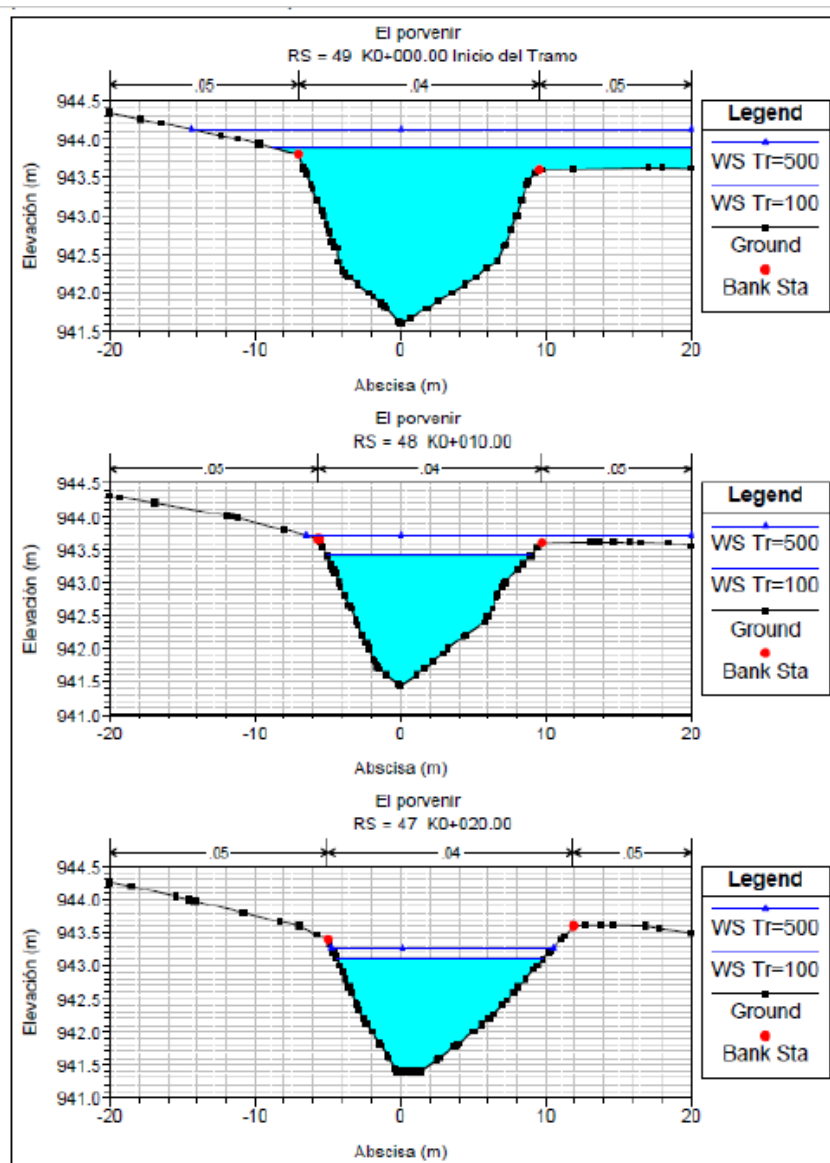 El porvenir
RS = 49 K0+000.00 Inicio del Tramo
.05 .04 .05
944.5
944.0
943.5
943.0
942.5
942.0
941.5
-20 -10 0 10 20
Elevación (m)
Abscisa (m)
Legend
WS Tr=500
WS Tr=100
Ground
Bank Sta
El porvenir
RS = 48 K0+010.00
.05 .04 .05
944.5
944.0
943.5
943.0
942.5
942.0
941.5
941.0
-20 -10 0 10 20
Elevación (m)
Abscisa (m)
Legend
WS Tr=500
WS Tr=100
Ground
Bank Sta
El porvenir
RS = 47 K0+020.00
.05 .04 .05
944.5
944.0
943.5
943.0
942.5
942.0
941.5
941.0
-20 -10 0 10 20
Elevación (m)
Abscisa (m)
Legend
WS Tr=500
WS Tr=100
Ground
Bank Sta